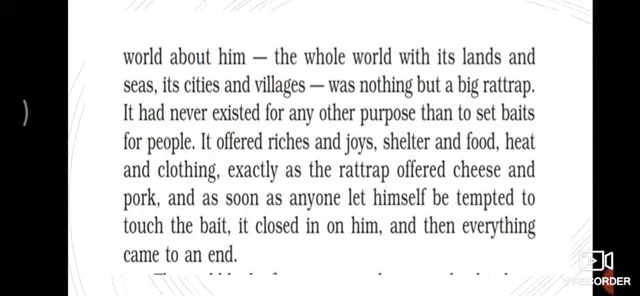 world about him — the whole world with its lands and
seas, its cities and villages — was nothing but a big rattrap.
It had never existed for any other purpose than to set baits
for people. It offered riches and joys, shelter and food, heat
and clothing, exactly as the rattrap offered cheese and
pork, and as soon as anyone let himself be tempted to
touch the bait, it closed in on him, and then everything
came to an end.
RECORDER